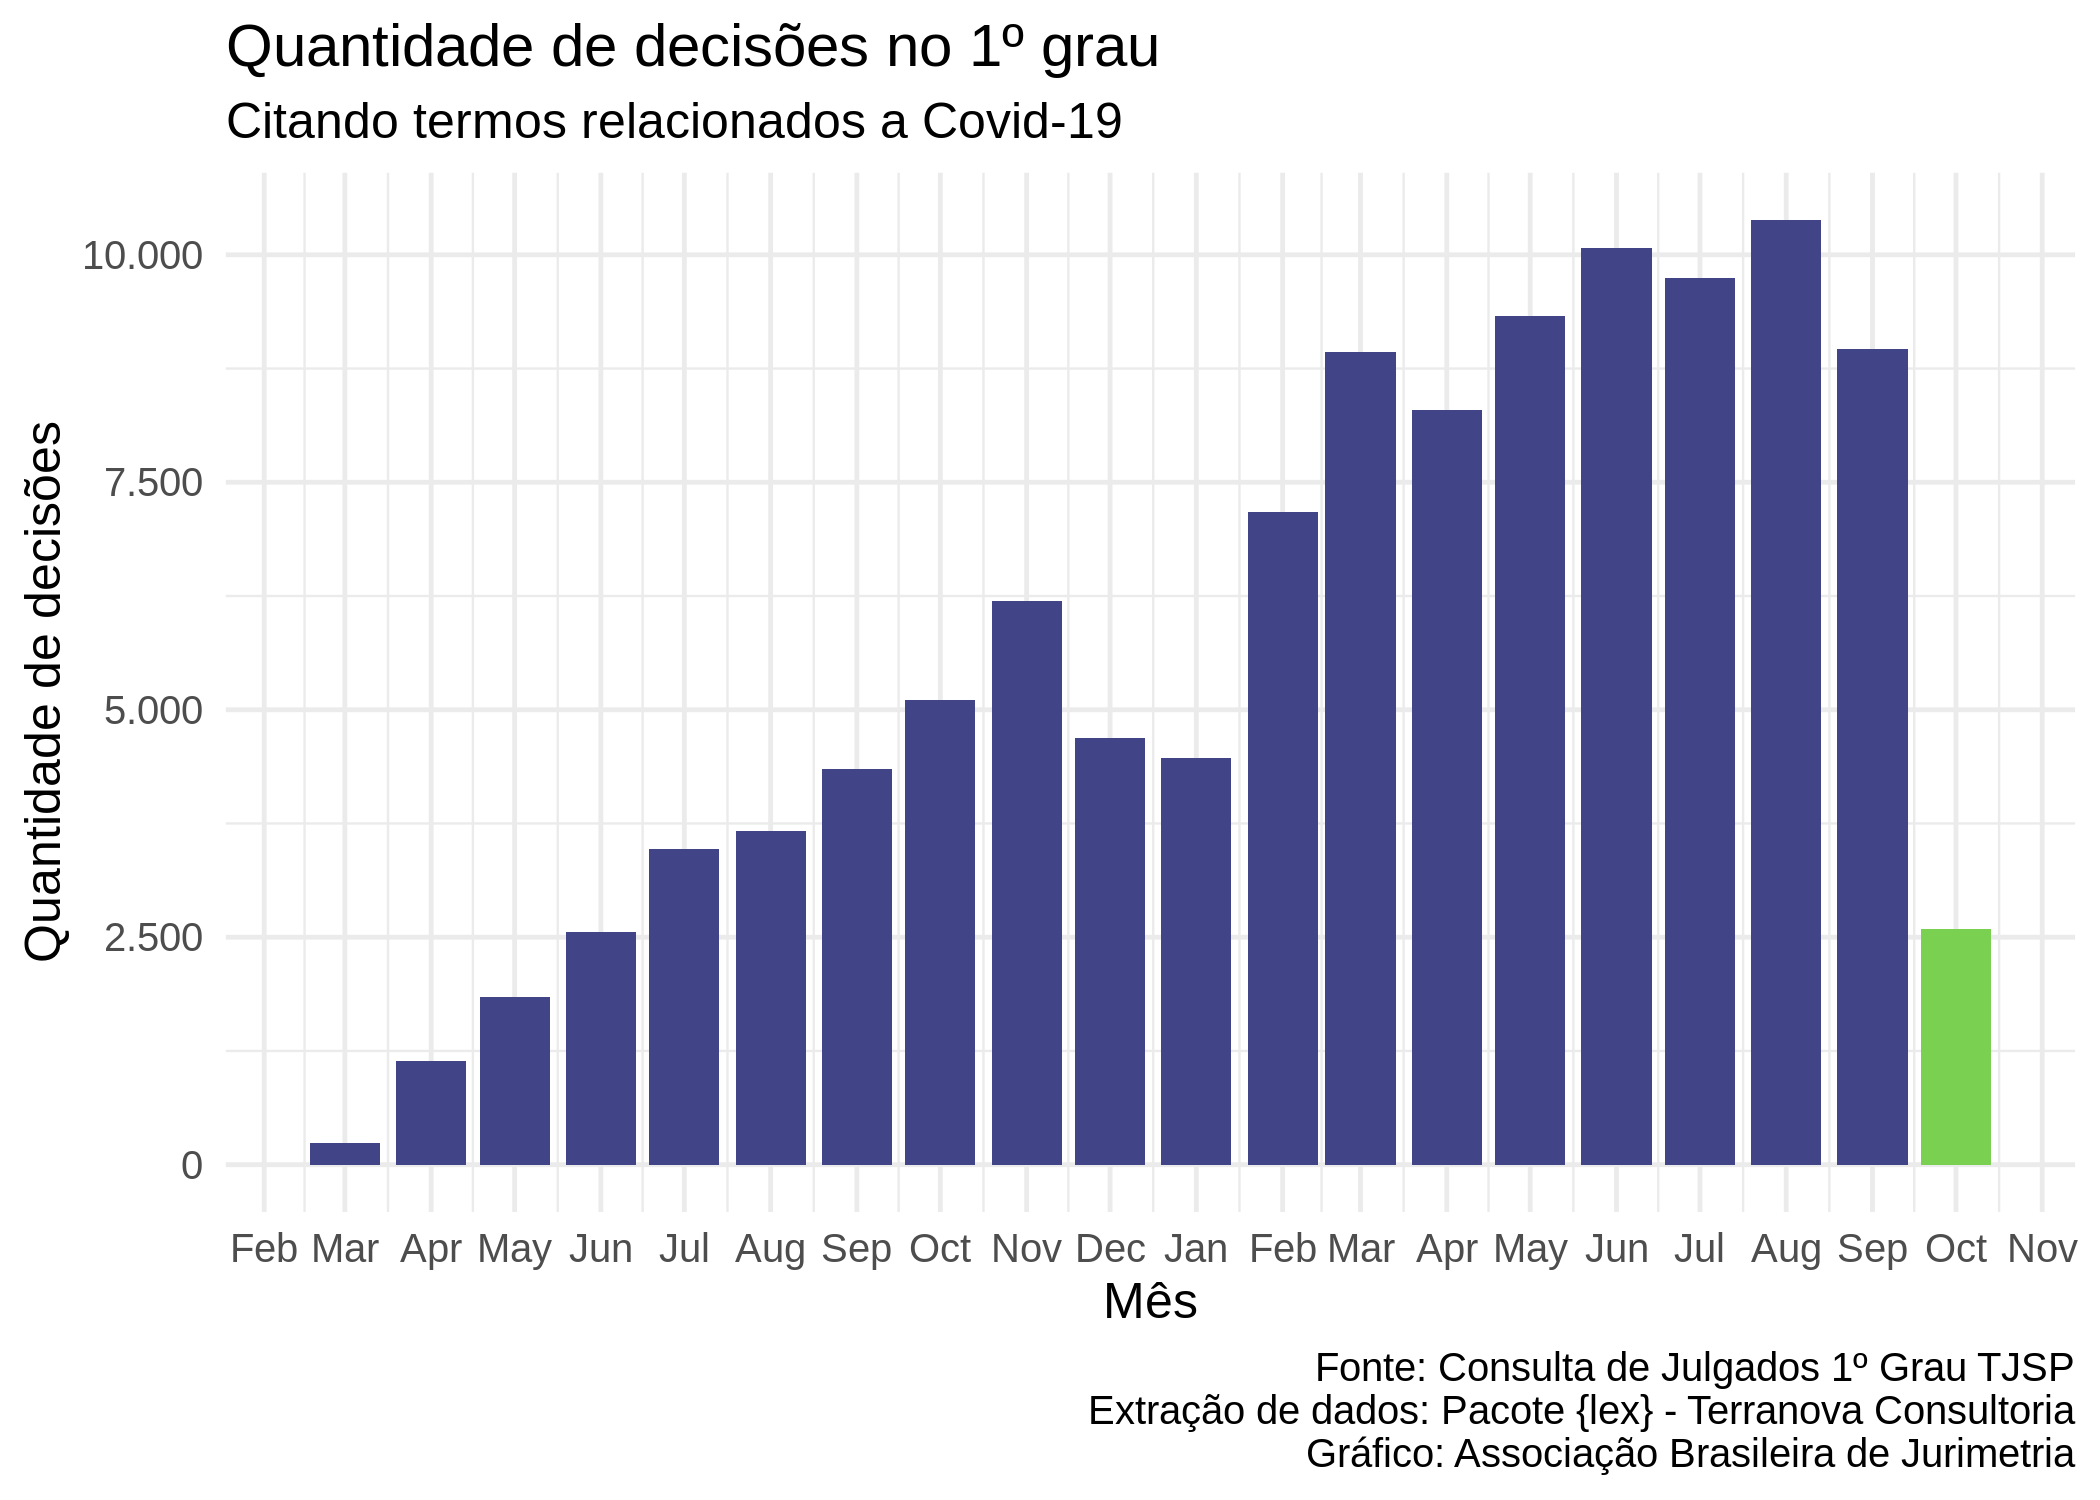 Quantidade de decisões no 1º grau
Citando termos relacionados a Covid-19
Quantidade de decisões
10.000
7.500
5.000
2.500
0
Feb Mar Apr May Jun Jul Aug Sep Oct Nov Dec Jan Feb Mar Apr May Jun Jul Aug Sep Oct Nov
Mês
Fonte: Consulta de Julgados 1º Grau TJSP
Extração de dados: Pacote {lex} - Terranova Consultoria
Gráfico: Associação Brasileira de Jurimetria